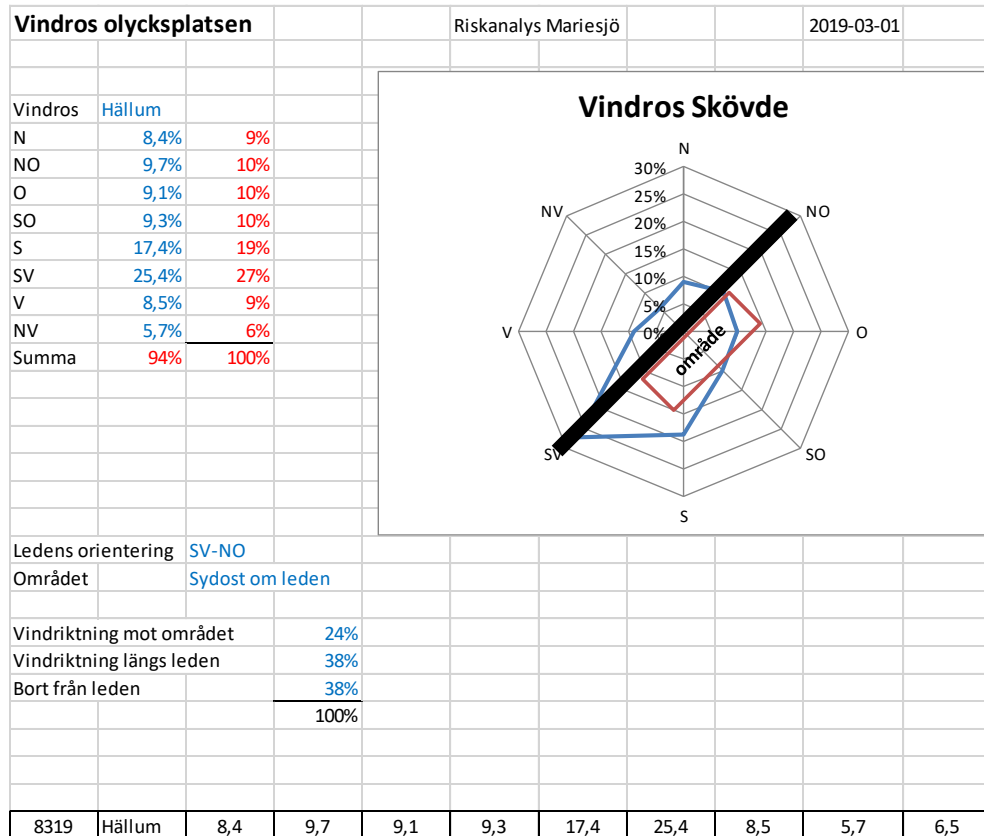 Vindros olycksplatsen Riskanalys Mariesjö 2019-03-01
Vindros Hällum
N 8,4% 9%
NO 9,7% 10%
O 9,1% 10%
SO 9,3% 10%
S 17,4% 19%
SV 25,4% 27%
V 8,5% 9%
NV 5,7% 6%
Summa 94% 100%
Vindros Skövde
N
30%
25%
20%
15%
10%
5%
0%
NO
O
SO
S
SV
V
NV
område
Ledens orientering SV-NO
Området Sydost om leden
Vindriktning mot området 24%
Vindriktning längs leden 38%
Bort från leden 38%
100%
8319 Hällum 8,4 9,7 9,1 9,3 17,4 25,4 8,5 5,7 6,5